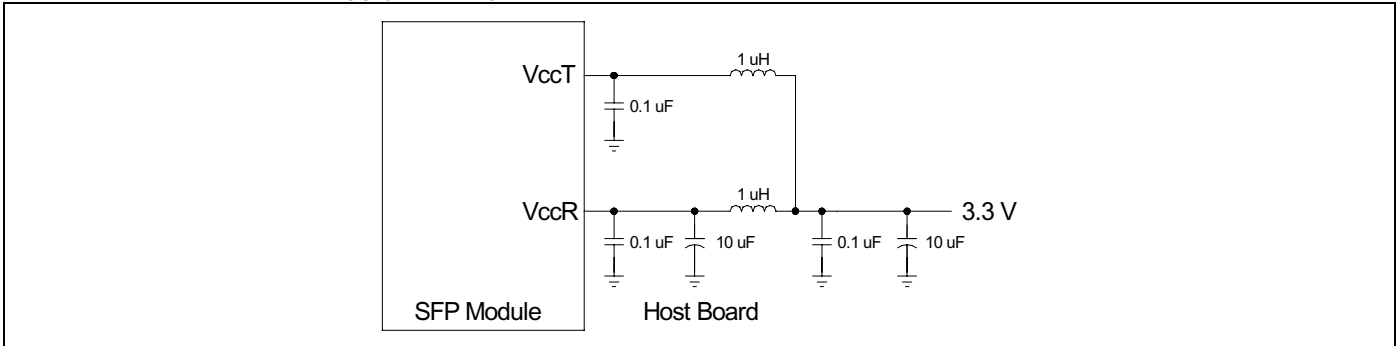 1 uH
VccT
0.1 uF
1 uH
VccR
3.3 V
0.1 uF
10 uF
0.1 uF
10 uF
SFP Module
Host Board